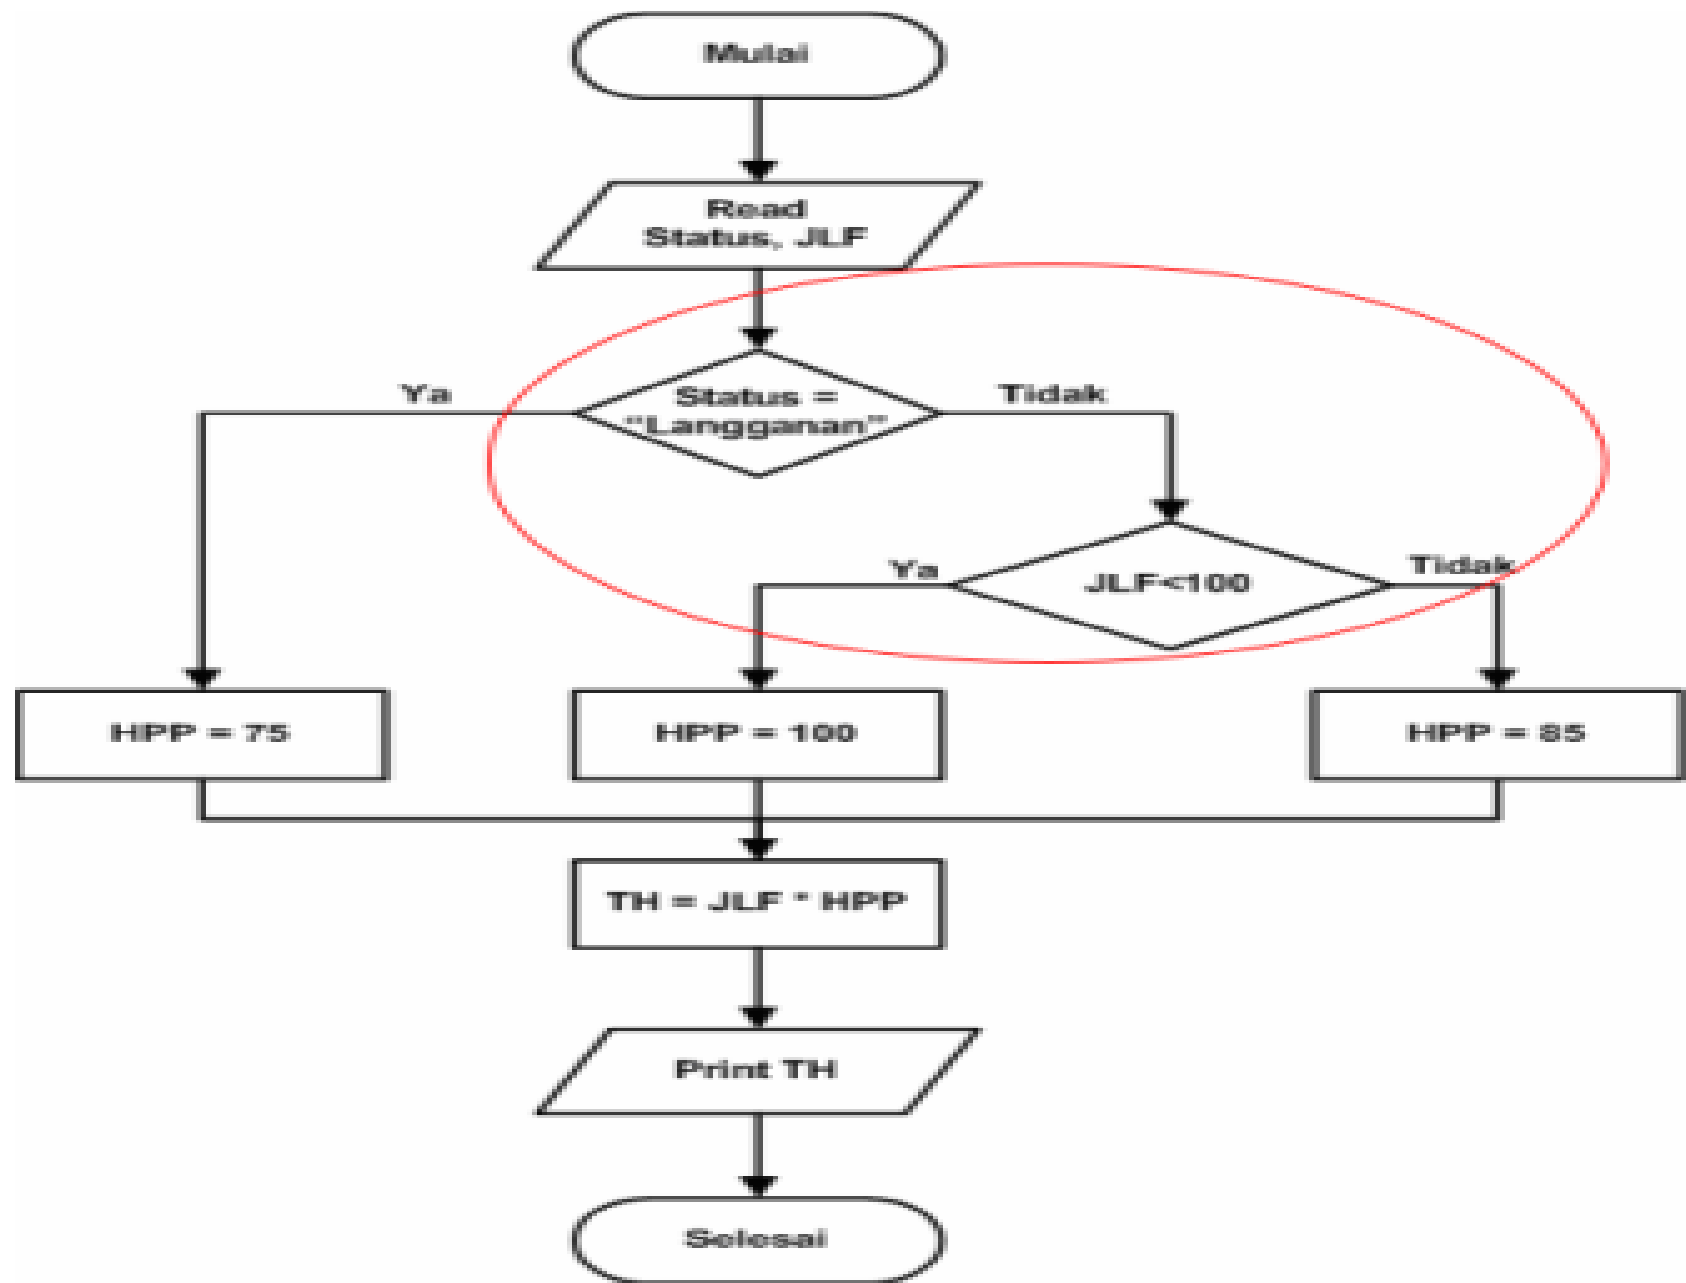 Mulai
Read
Status, JLF
Status =
“Langganan”
Ya
Tidak
JLF<100
Ya
Tidak
HPP = 75
HPP = 100
HPP = 85
TH = JLF * HPP
Print TH
Selesai